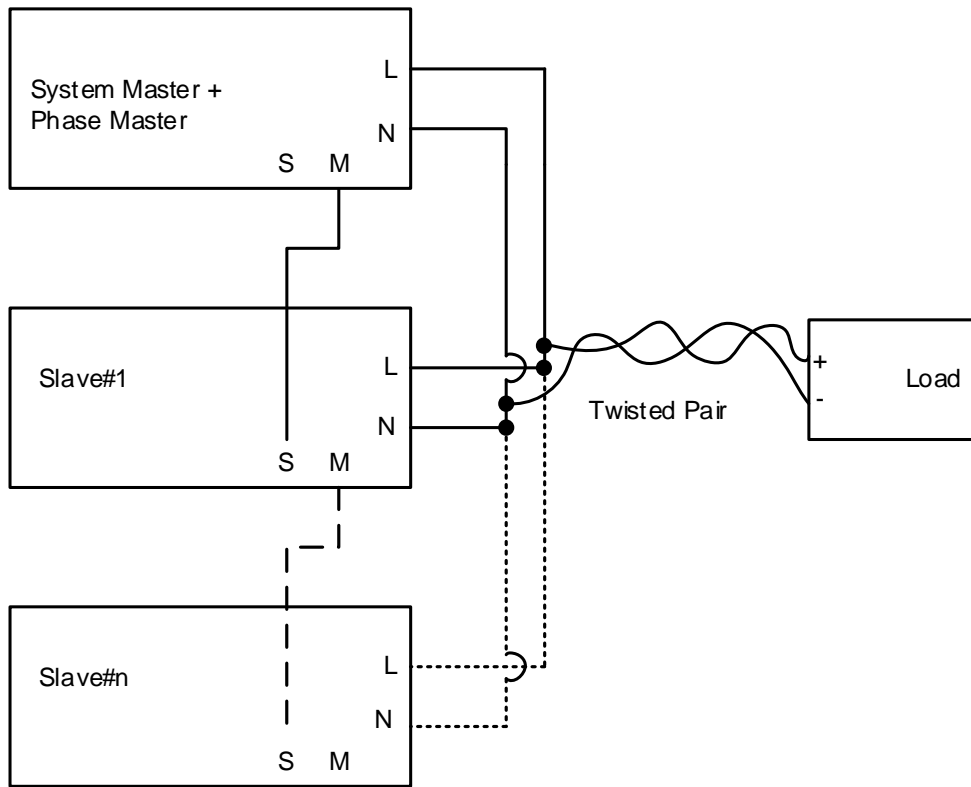 System Master +
Phase Master
L
N
S M
Slave#1
L
N
S M
Twisted Pair
+
-
Load
Slave#n
L
N
S M